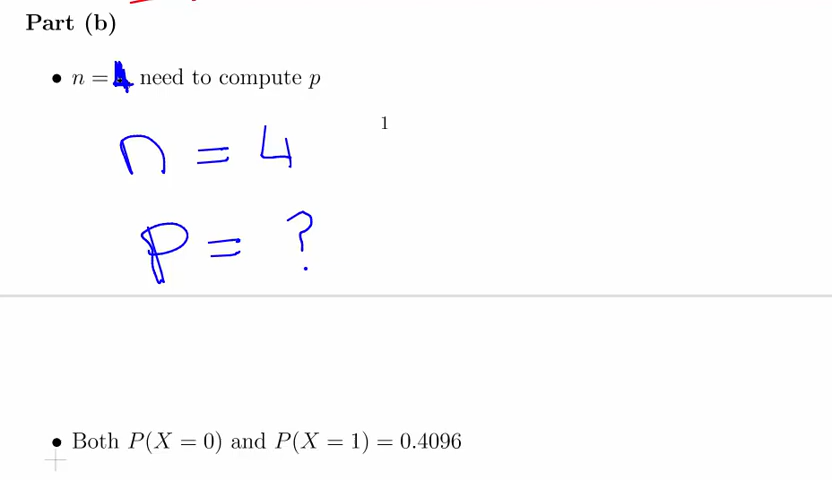 Part (b)
• n = 4 need to compute p
1
n = 4
p = ?
• Both P(X = 0) and P(X = 1) = 0.4096